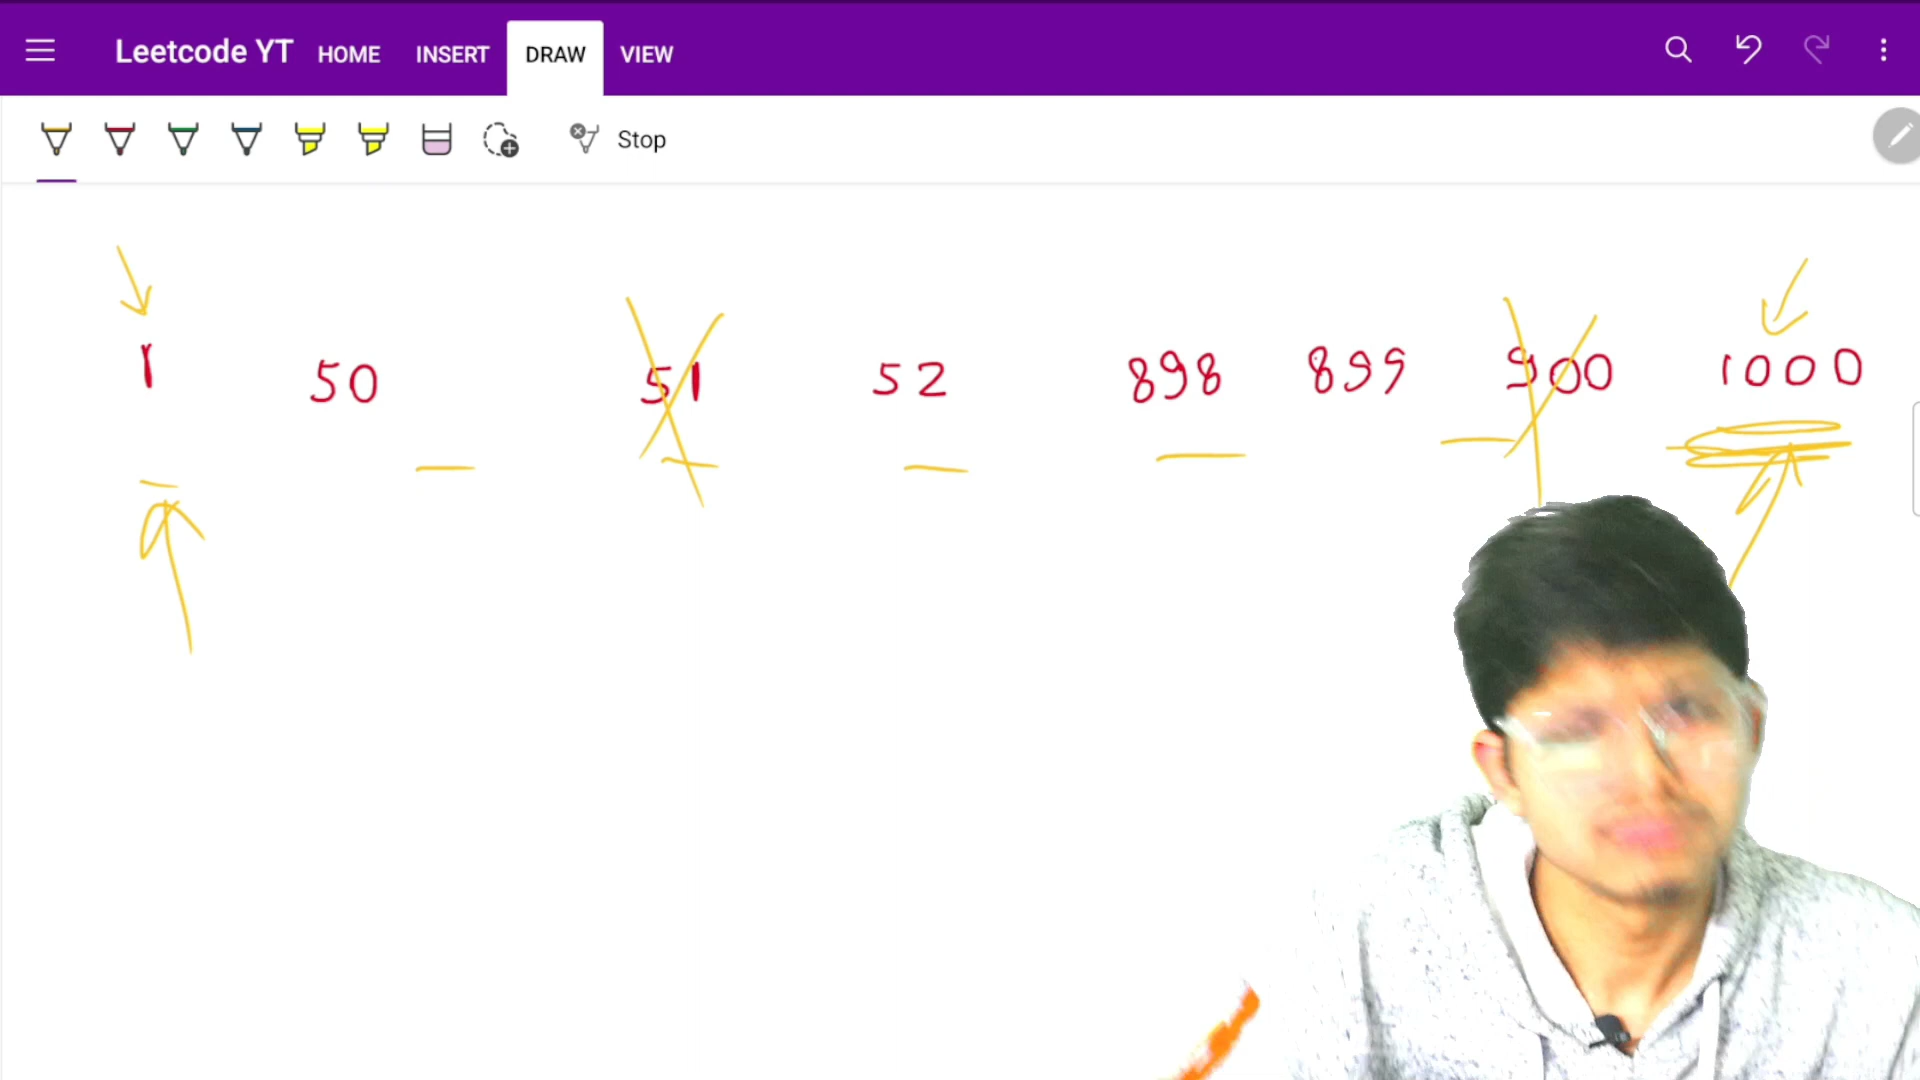 Leetcode YT HOME INSERT DRAW VIEW
Stop
1 50 51 52 898 899 900 1000